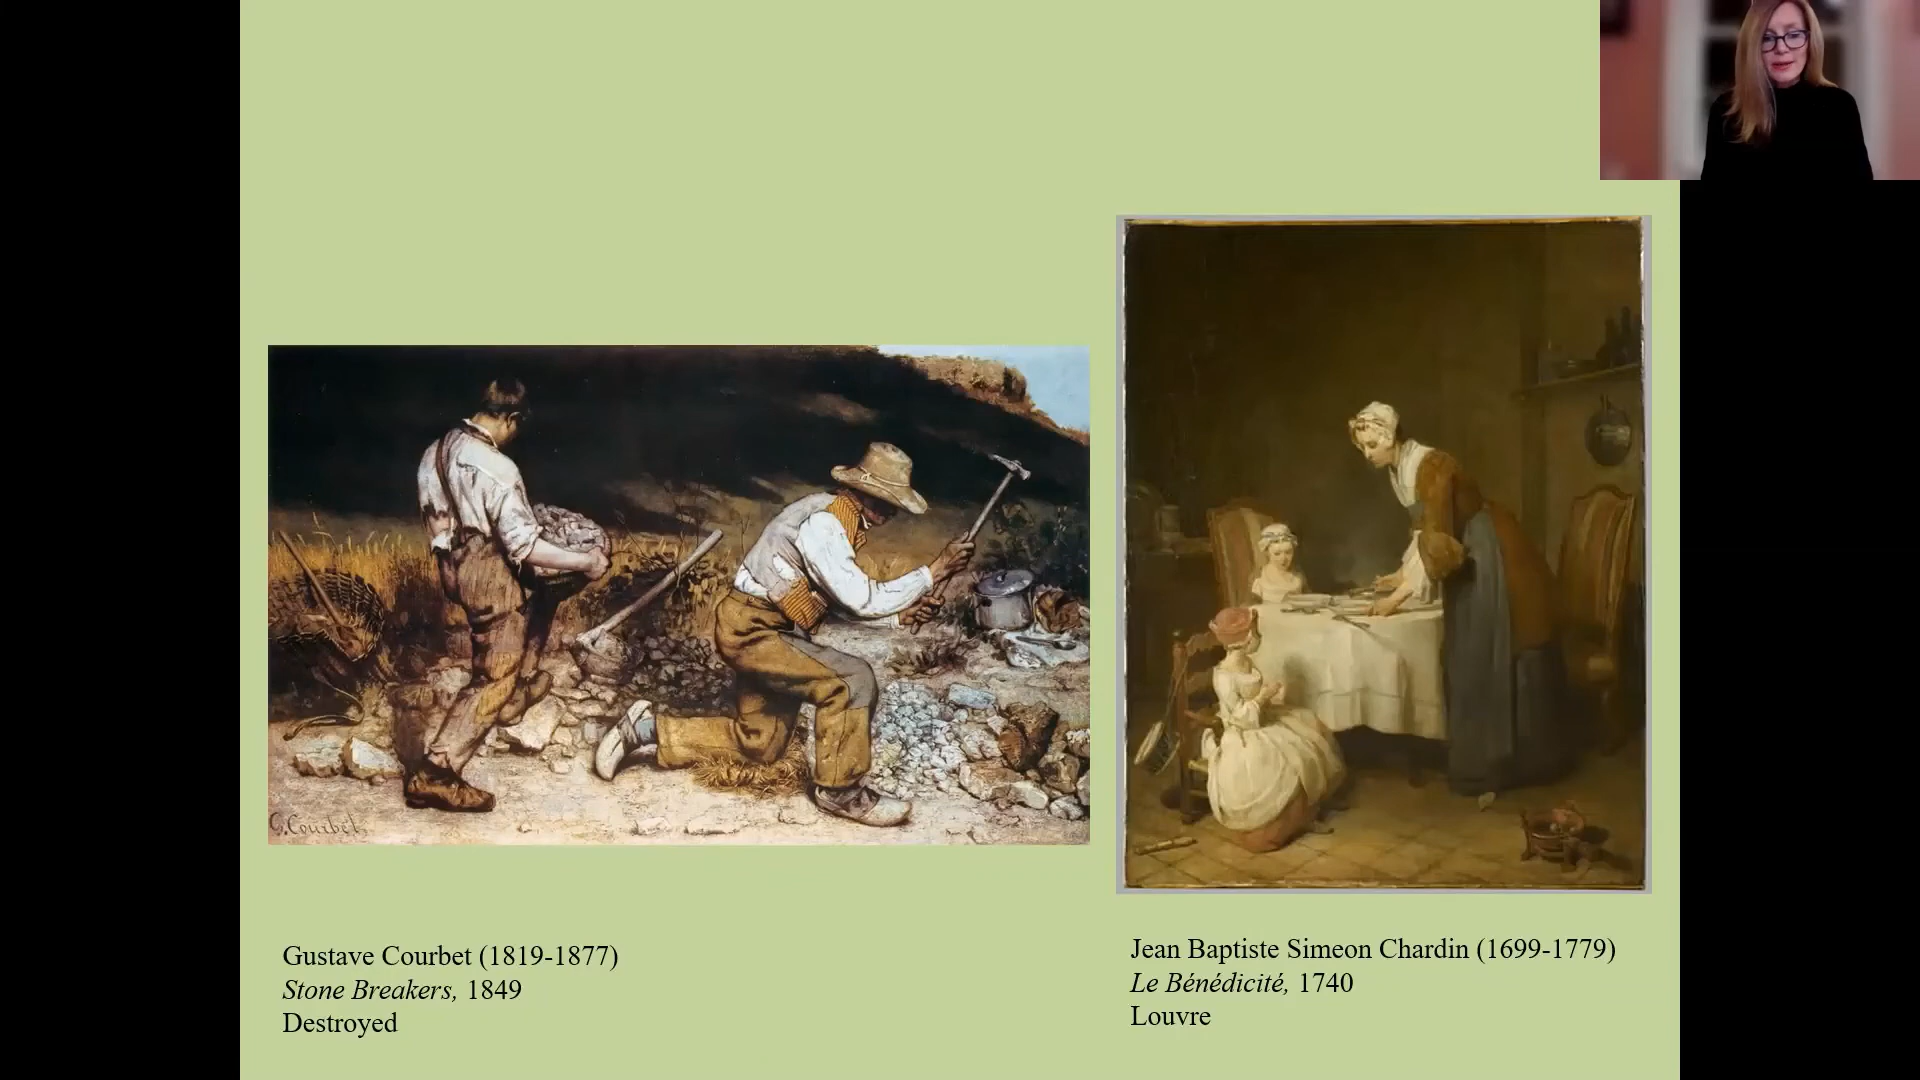 G. Courbet
Gustave Courbet (1819-1877)
Stone Breakers, 1849
Destroyed
Jean Baptiste Simeon Chardin (1699-1779)
Le Bénédicité, 1740
Louvre